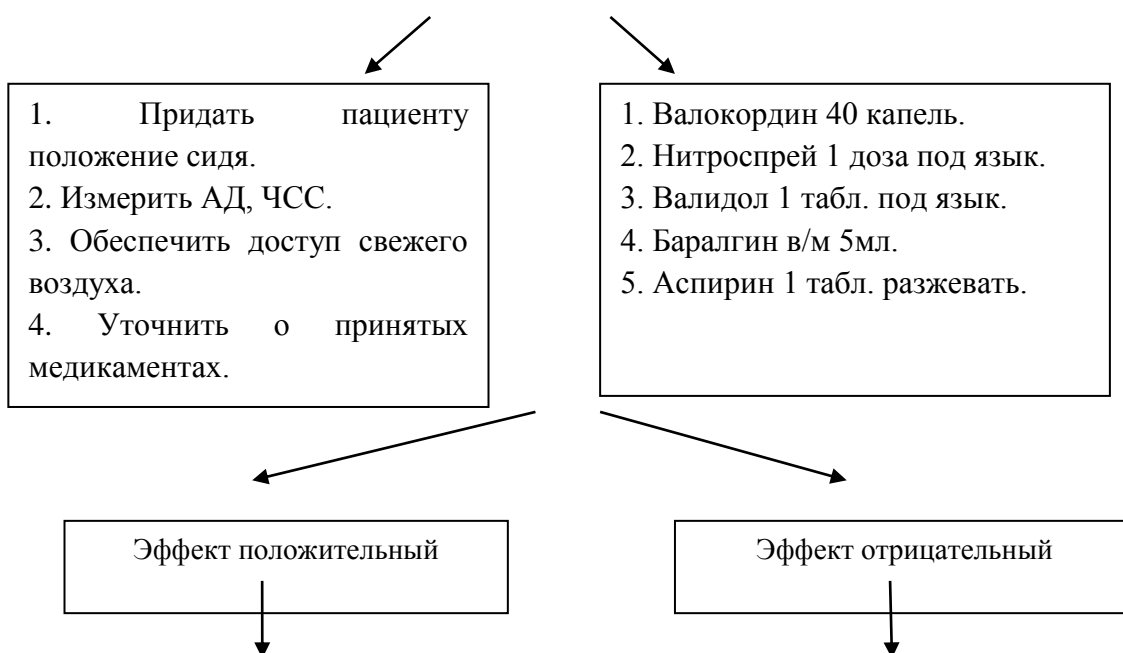 1. Придать пациенту
положение сидя.
2. Измерить АД, ЧСС.
3. Обеспечить доступ свежего
воздуха.
4. Уточнить о принятых
медикаментах.
1. Валокордин 40 капель.
2. Нитроспрей 1 доза под язык.
3. Валидол 1 табл. под язык.
4. Баралгин в/м 5мл.
5. Аспирин 1 табл. разжевать.
Эффект положительный
Эффект отрицательный